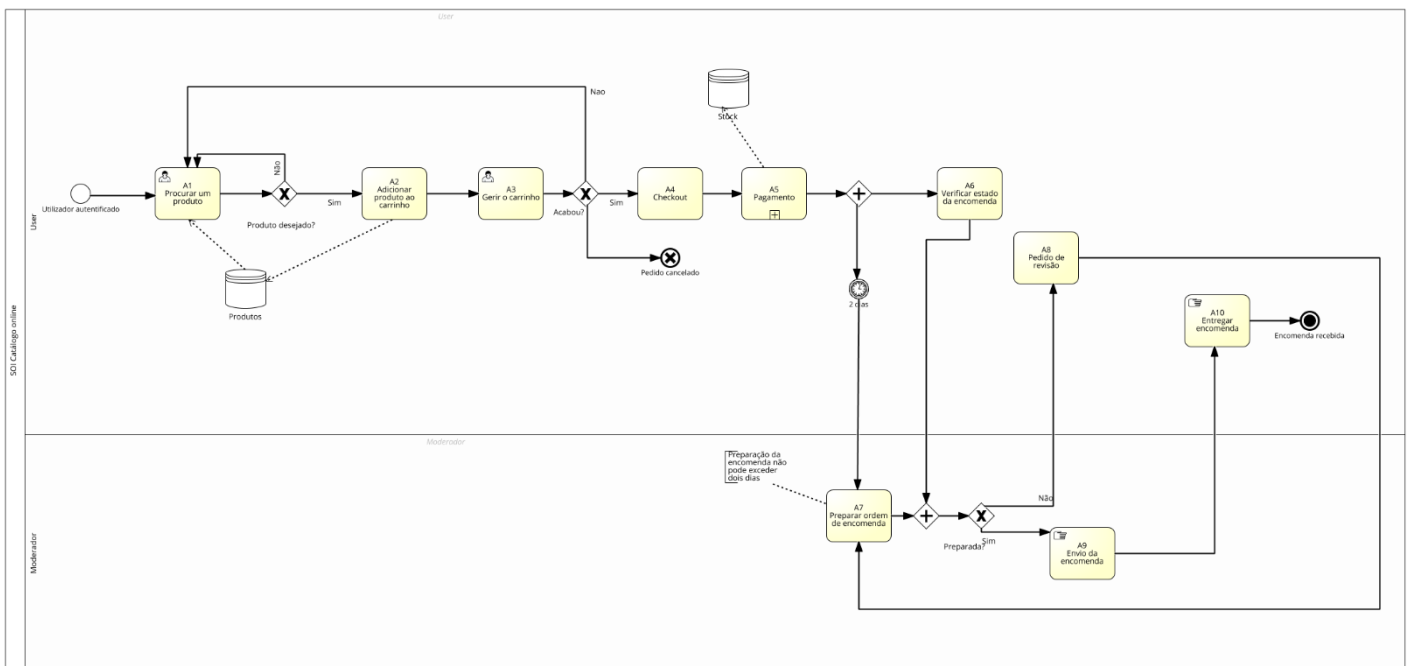 User
Nao
Stock
Não
A1
Procurar um
produto
A2
Adicionar
produto ao
carrinho
A3
Gerir o carrinho
A4
Checkout
A5
Pagamento
A6
Verificar estado
da encomenda
Utilizador autentificado
Sim
Acabou?
Sim
Produto desejado?
User
A8
Pedido de
revisão
Pedido cancelado
2 dias
Produtos
A10
Entregar
encomenda
Encomenda recebida
SOI Catálogo online
Moderador
Preparação da
encomenda não
pode exceder
dois dias
A7
Preparar ordem
de encomenda
Não
Sim
Preparada?
A9
Envio da
encomenda
Moderador